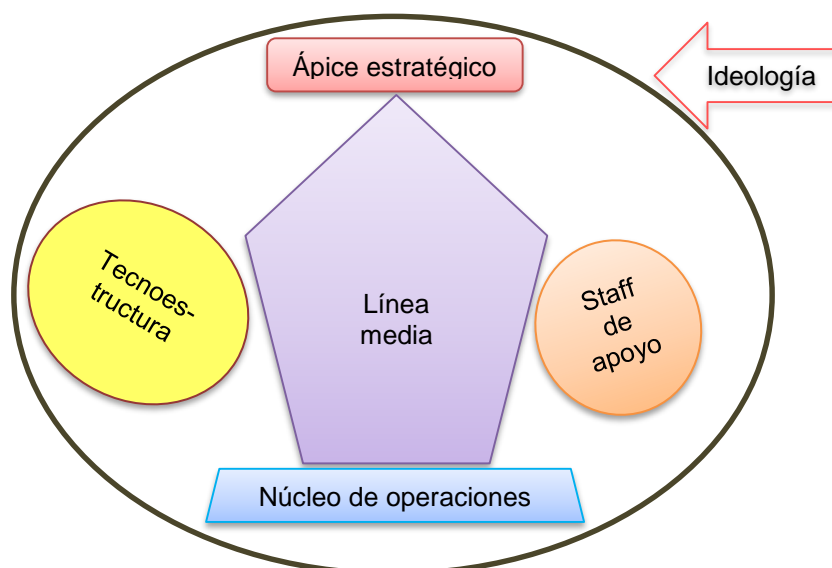 Ápice estratégico
Ideología
Tecnoes-
tructura
Línea
media
Staff
de
apoyo
Núcleo de operaciones